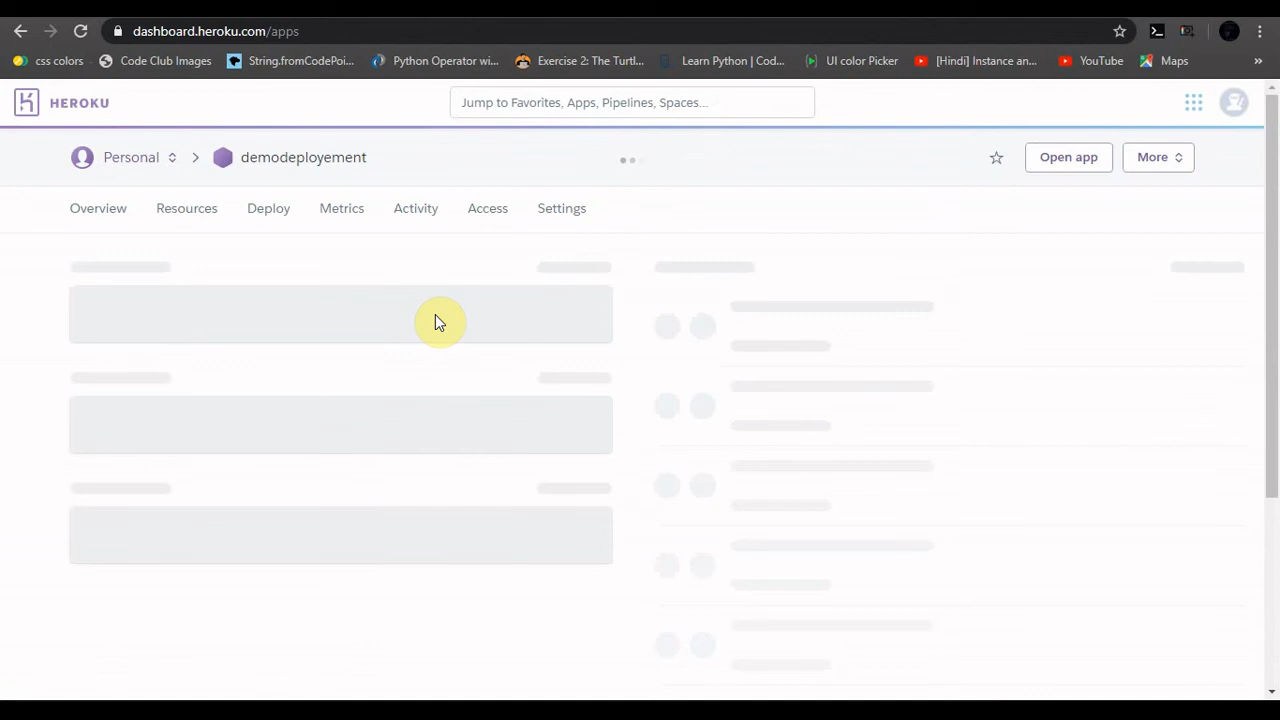 dashboard.heroku.com/apps
css colors Code Club Images String.fromCodePoi... Python Operator wi... Exercise 2: The Turtl... Learn Python | Cod... UI color Picker [Hindi] Instance an... YouTube Maps »
HEROKU Jump to Favorites, Apps, Pipelines, Spaces...
Personal demodeployement Open app More
Overview Resources Deploy Metrics Activity Access Settings